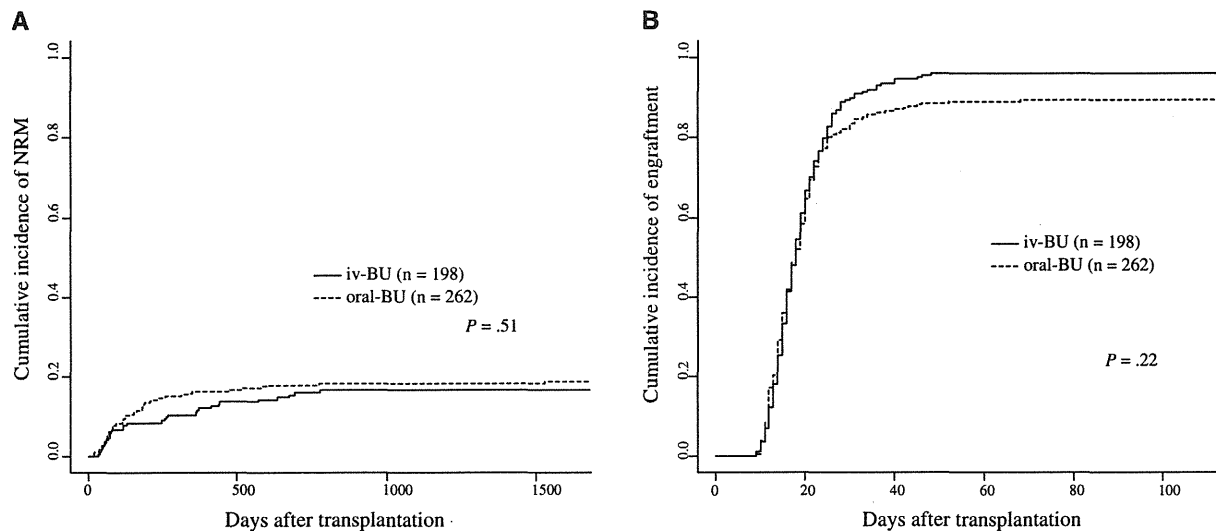 A
Cumulative incidence of NRM
1.0
0.8
0.6
0.4
0.2
0.0
iv-BU (n = 198)
oral-BU (n = 262)
P = .51
0
500
1000
1500
Days after transplantation
B
Cumulative incidence of engraftment
1.0
0.8
0.6
0.4
0.2
0.0
iv-BU (n = 198)
oral-BU (n = 262)
P = .22
0
20
40
60
80
100
Days after transplantation